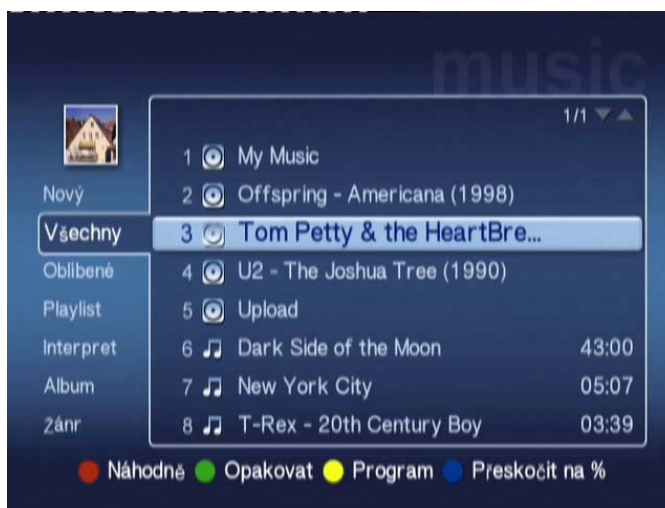 music
1/1
1 My Music
Nový
2 Offspring - Americana (1998)
Všechny
3 Tom Petty & the HeartBre...
Oblíbené
4 U2 - The Joshua Tree (1990)
Playlist
5 Upload
Interpret
6 Dark Side of the Moon 43:00
Album
7 New York City 05:07
žánr
8 T-Rex - 20th Century Boy 03:39
Náhodně Opakovat Program Přeskočit na %